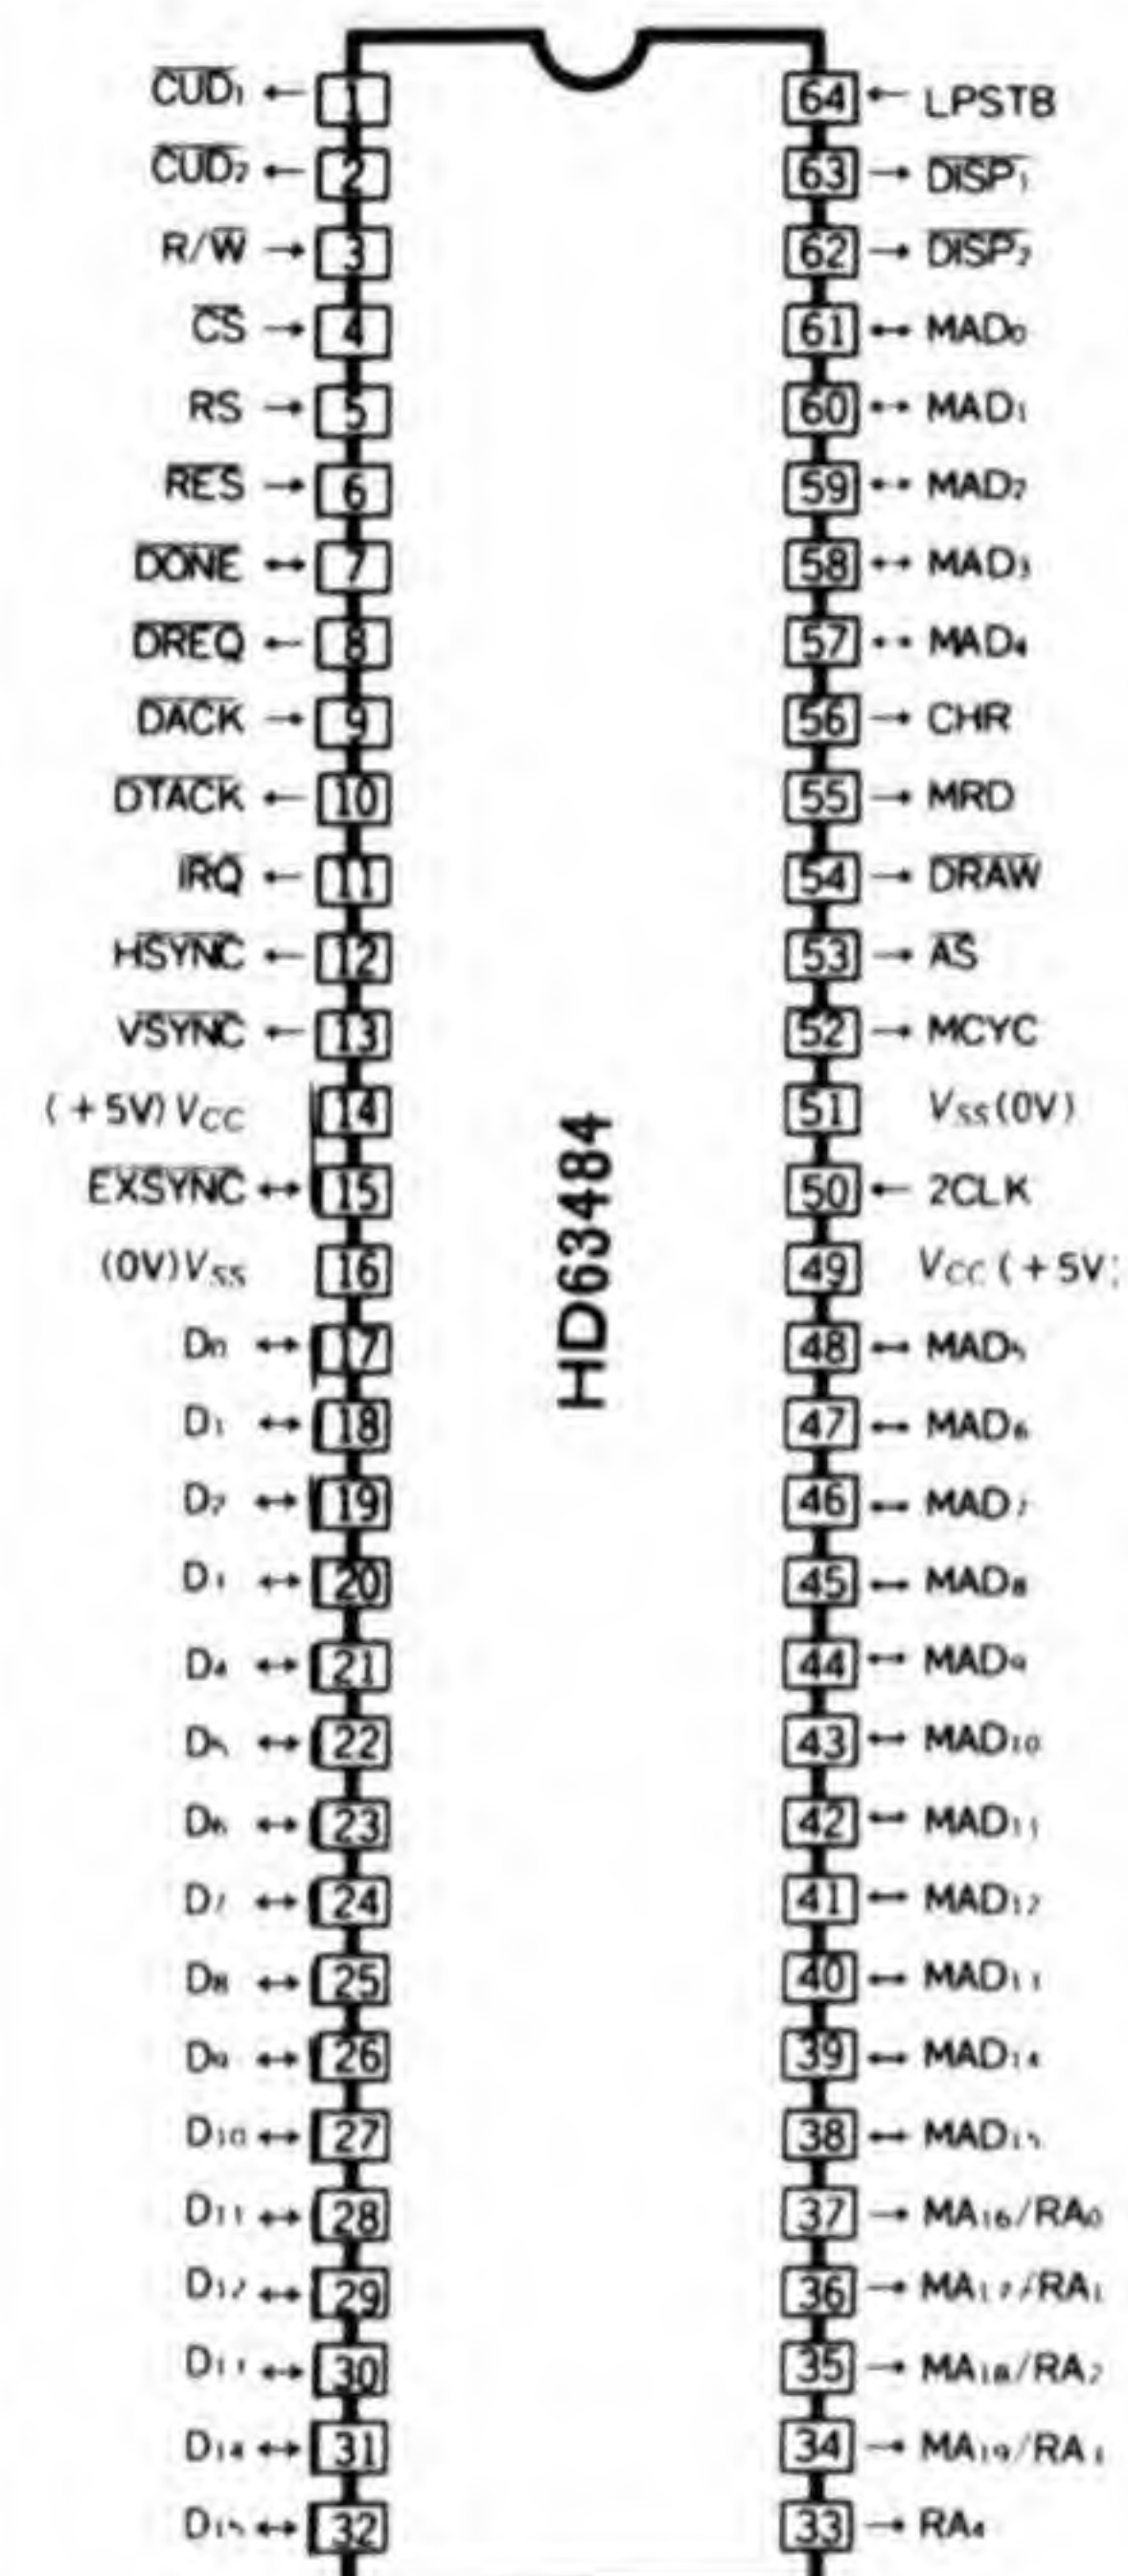 CUD₁ ← 1
CUD₂ ← 2
R/W → 3
CS → 4
RS → 5
RES → 6
DONE ↔ 7
DREQ ← 8
DACK → 9
DTACK ← 10
IRQ ← 11
HSYNC ← 12
VSYNC ← 13
(+5V) Vcc 14
EXSYNC ↔ 15
(0V) Vss 16
D₀ ↔ 17
D₁ ↔ 18
D₂ ↔ 19
D₃ ↔ 20
D₄ ↔ 21
D₅ ↔ 22
D₆ ↔ 23
D₇ ↔ 24
D₈ ↔ 25
D₉ ↔ 26
D₁₀ ↔ 27
D₁₁ ↔ 28
D₁₂ ↔ 29
D₁₃ ↔ 30
D₁₄ ↔ 31
D₁₅ ↔ 32
HD63484
64 ← LPSTB
63 → DISP₁
62 → DISP₂
61 ↔ MAD₀
60 ↔ MAD₁
59 ↔ MAD₂
58 ↔ MAD₃
57 ↔ MAD₄
56 → CHR
55 → MRD
54 → DRAW
53 → AS
52 → MCYC
51 Vss (0V)
50 ← 2CLK
49 Vcc (+5V)
48 ↔ MAD₅
47 ↔ MAD₆
46 ↔ MAD₇
45 ↔ MAD₈
44 ↔ MAD₉
43 ↔ MAD₁₀
42 ↔ MAD₁₁
41 ↔ MAD₁₂
40 ↔ MAD₁₃
39 ↔ MAD₁₄
38 ↔ MAD₁₅
37 → MA₁₆/RA₀
36 → MA₁₇/RA₁
35 → MA₁₈/RA₂
34 → MA₁₉/RA₃
33 → RA₄